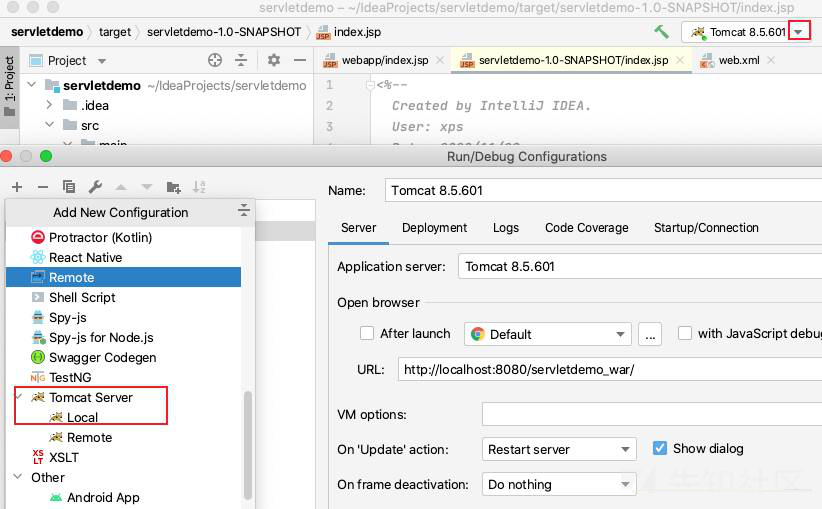 servletdemo – ~/IdeaProjects/servletdemo/target/servletdemo-1.0-SNAPSHOT/index.jsp
servletdemo target servletdemo-1.0-SNAPSHOT index.jsp Tomcat 8.5.601
1: Project
Project webapp/index.jsp servletdemo-1.0-SNAPSHOT/index.jsp web.xml
servletdemo ~/IdeaProjects/servletdemo
.idea
src
1 <%--
2 Created by IntelliJ IDEA.
3 User: xps
Run/Debug Configurations
Add New Configuration
Protractor (Kotlin)
React Native
Remote
Shell Script
Spy-js
Spy-js for Node.js
Swagger Codegen
TestNG
Tomcat Server
Local
Remote
XSLT
Other
Android App
Name: Tomcat 8.5.601
Server Deployment Logs Code Coverage Startup/Connection
Application server: Tomcat 8.5.601
Open browser
After launch Default ... with JavaScript debug
URL: http://localhost:8080/servletdemo_war/
VM options:
On 'Update' action: Restart server Show dialog
On frame deactivation: Do nothing